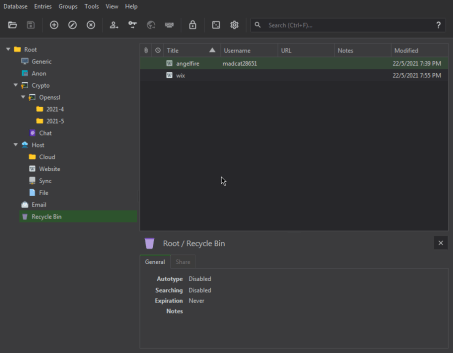 Database Entries Groups Tools View Help
Search (Ctrl+F)... ?
Title Username URL Notes Modified
angelfire madcat28651 22/5/2021 7:39 PM
wix 22/5/2021 7:55 PM
Root
Generic
Anon
Crypto
Openssl
2021-4
2021-5
Chat
Host
Cloud
Website
Sync
File
Email
Recycle Bin
Root / Recycle Bin
General Share
Autotype Disabled
Searching Disabled
Expiration Never
Notes